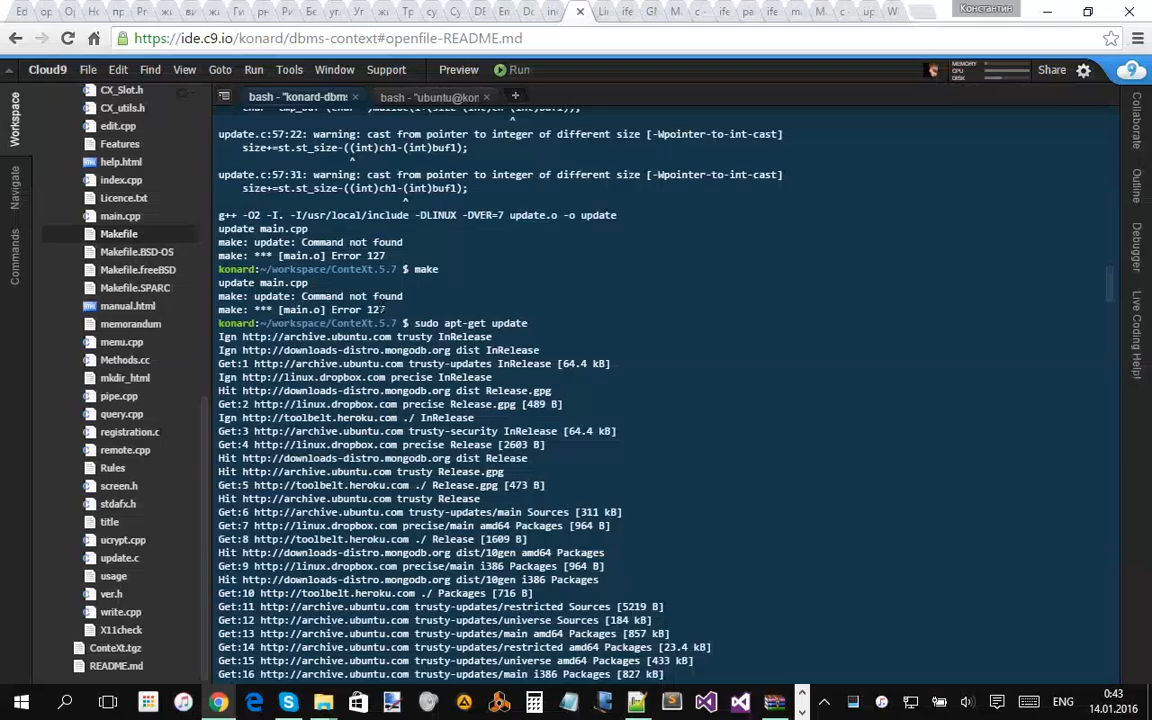 Константин
https://ide.c9.io/konard/dbms-context#openfile-README.md
Cloud9 File Edit Find View Goto Run Tools Window Support Preview Run MEMORY CPU DISK Share
Workspace
Navigate
Commands
CX_Slot.h
CX_utils.h
edit.cpp
Features
help.html
index.cpp
Licence.txt
main.cpp
Makefile
Makefile.BSD-OS
Makefile.freeBSD
Makefile.SPARC
manual.html
memorandum
menu.cpp
Methods.cc
mkdir_html
pipe.cpp
query.cpp
registration.c
remote.cpp
Rules
screen.h
stdafx.h
title
ucrypt.cpp
update.c
usage
ver.h
write.cpp
X11check
ConteXt.tgz
README.md
bash - "konard-dbms
bash - "ubuntu@kon
^
update.c:57:22: warning: cast from pointer to integer of different size [-Wpointer-to-int-cast]
size+=st.st_size-((int)ch1-(int)buf1);
^
update.c:57:31: warning: cast from pointer to integer of different size [-Wpointer-to-int-cast]
size+=st.st_size-((int)ch1-(int)buf1);
^
g++ -O2 -I. -I/usr/local/include -DLINUX -DVER=7 update.o -o update
update main.cpp
make: update: Command not found
make: *** [main.o] Error 127
konard:~/workspace/ConteXt.5.7 $ make
update main.cpp
make: update: Command not found
make: *** [main.o] Error 127
konard:~/workspace/ConteXt.5.7 $ sudo apt-get update
Ign http://archive.ubuntu.com trusty InRelease
Ign http://downloads-distro.mongodb.org dist InRelease
Get:1 http://archive.ubuntu.com trusty-updates InRelease [64.4 kB]
Ign http://linux.dropbox.com precise InRelease
Hit http://downloads-distro.mongodb.org dist Release.gpg
Get:2 http://linux.dropbox.com precise Release.gpg [489 B]
Ign http://toolbelt.heroku.com ./ InRelease
Get:3 http://archive.ubuntu.com trusty-security InRelease [64.4 kB]
Get:4 http://linux.dropbox.com precise Release [2603 B]
Hit http://downloads-distro.mongodb.org dist Release
Hit http://archive.ubuntu.com trusty Release.gpg
Get:5 http://toolbelt.heroku.com ./ Release.gpg [473 B]
Hit http://archive.ubuntu.com trusty Release
Get:6 http://archive.ubuntu.com trusty-updates/main Sources [311 kB]
Get:7 http://linux.dropbox.com precise/main amd64 Packages [964 B]
Get:8 http://toolbelt.heroku.com ./ Release [1609 B]
Hit http://downloads-distro.mongodb.org dist/10gen amd64 Packages
Get:9 http://linux.dropbox.com precise/main i386 Packages [964 B]
Hit http://downloads-distro.mongodb.org dist/10gen i386 Packages
Get:10 http://toolbelt.heroku.com ./ Packages [716 B]
Get:11 http://archive.ubuntu.com trusty-updates/restricted Sources [5219 B]
Get:12 http://archive.ubuntu.com trusty-updates/universe Sources [184 kB]
Get:13 http://archive.ubuntu.com trusty-updates/main amd64 Packages [857 kB]
Get:14 http://archive.ubuntu.com trusty-updates/restricted amd64 Packages [23.4 kB]
Get:15 http://archive.ubuntu.com trusty-updates/universe amd64 Packages [433 kB]
Get:16 http://archive.ubuntu.com trusty-updates/main i386 Packages [827 kB]
Collaborate
Outline
Debugger
Live Coding Help!
ENG
0:43
14.01.2016